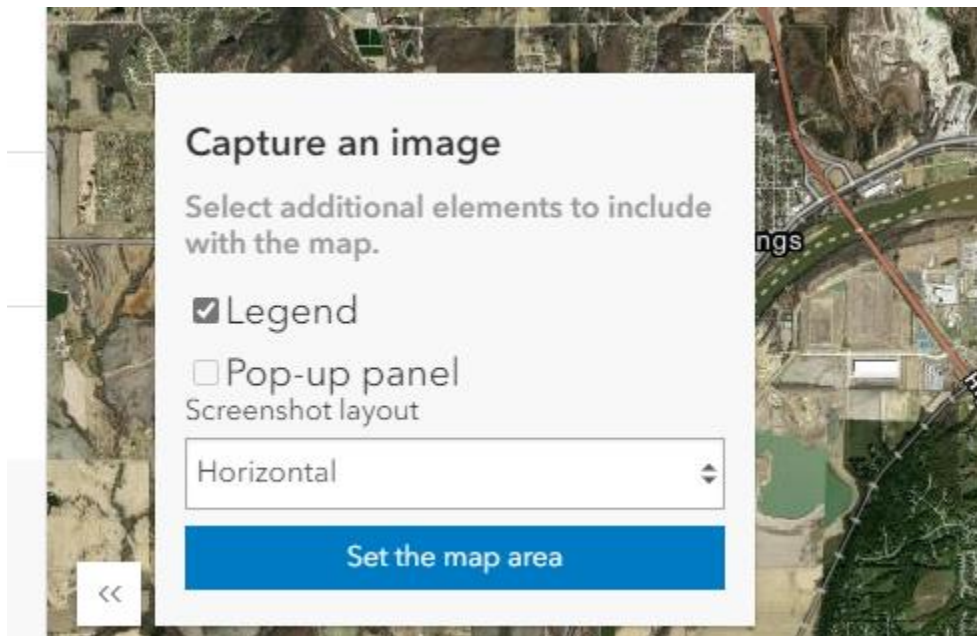 Capture an image
Select additional elements to include
with the map.
Legend
Pop-up panel
Screenshot layout
Horizontal
Set the map area
ngs